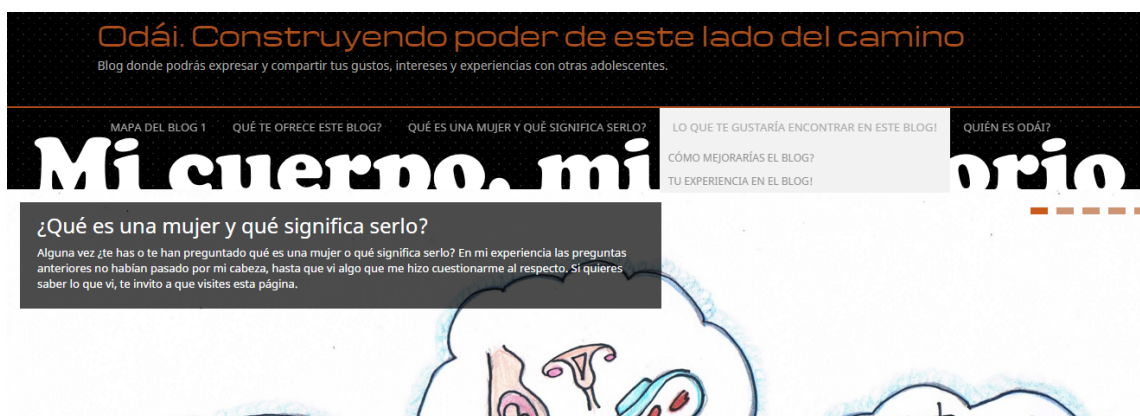 Odái. Construyendo poder de este lado del camino
Blog donde podrás expresar y compartir tus gustos, intereses y experiencias con otras adolescentes.
MAPA DEL BLOG 1 QUÉ TE OFRECE ESTE BLOG? QUÉ ES UNA MUJER Y QUÉ SIGNIFICA SERLO? LO QUE TE GUSTARÍA ENCONTRAR EN ESTE BLOG! QUIÉN ES ODÁI?
CÓMO MEJORARÍAS EL BLOG?
TU EXPERIENCIA EN EL BLOG!
Mi cuerpo, mi orio
¿Qué es una mujer y qué significa serlo?
Alguna vez ¿te has o te han preguntado qué es una mujer o qué significa serlo? En mi experiencia las preguntas
anteriores no habían pasado por mi cabeza, hasta que vi algo que me hizo cuestionarme al respecto. Si quieres
saber lo que vi, te invito a que visites esta página.